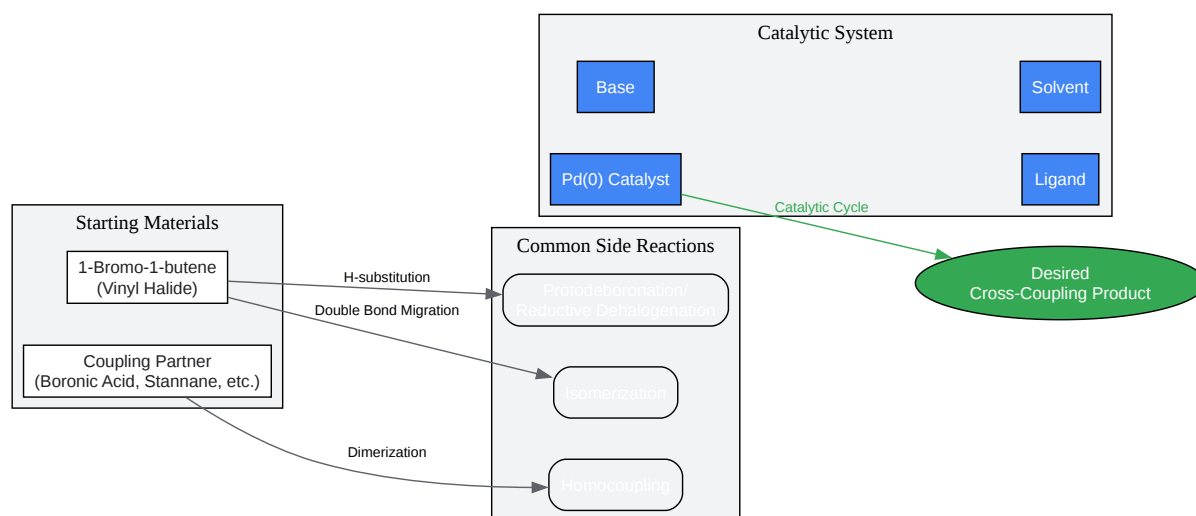 Catalytic System
Base
Solvent
Pd(0) Catalyst
Ligand
Catalytic Cycle
Starting Materials
1-Bromo-1-butene
(Vinyl Halide)
Coupling Partner
(Boronic Acid, Stannane, etc.)
H-substitution
Double Bond Migration
Dimerization
Common Side Reactions
Protodeboronation/
Reductive Dehalogenation
Isomerization
Homocoupling
Desired
Cross-Coupling Product